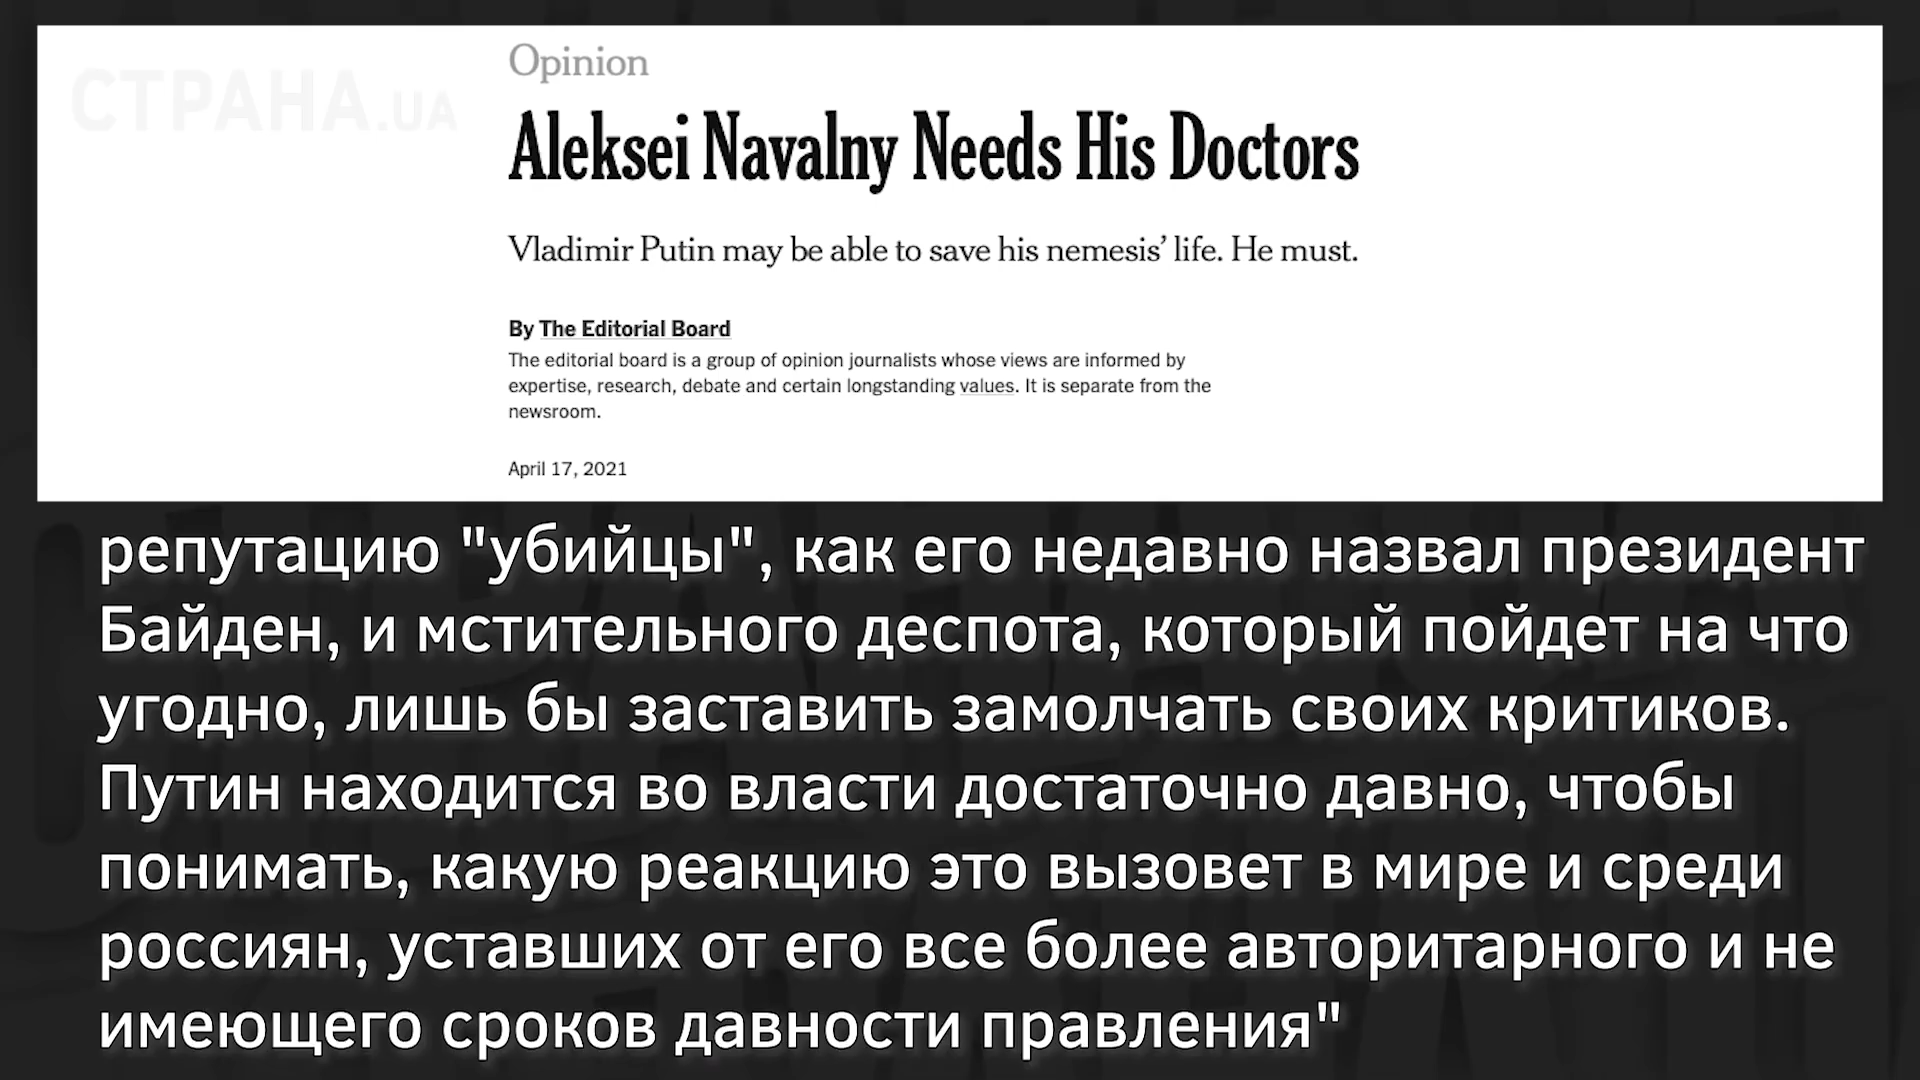 СТРАНА.UA
Opinion
Aleksei Navalny Needs His Doctors
Vladimir Putin may be able to save his nemesis’ life. He must.
By The Editorial Board
The editorial board is a group of opinion journalists whose views are informed by
expertise, research, debate and certain longstanding values. It is separate from the
newsroom.
April 17, 2021
репутацию "убийцы", как его недавно назвал президент
Байден, и мстительного деспота, который пойдет на что
угодно, лишь бы заставить замолчать своих критиков.
Путин находится во власти достаточно давно, чтобы
понимать, какую реакцию это вызовет в мире и среди
россиян, уставших от его все более авторитарного и не
имеющего сроков давности правления"